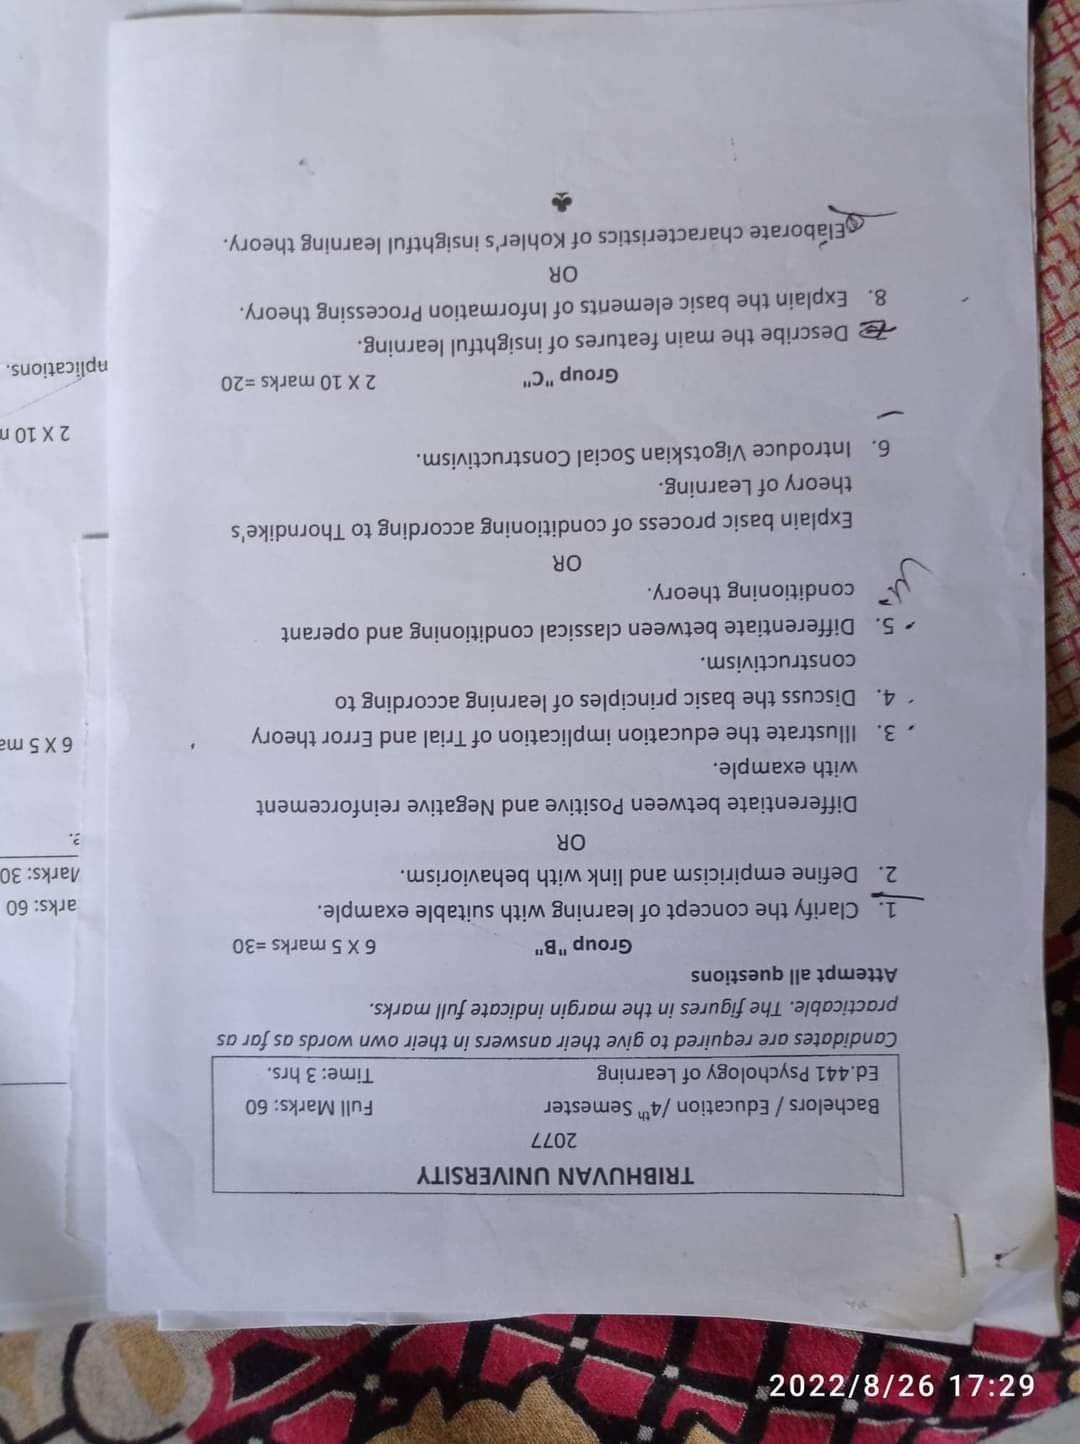 2022/8/26 17:29
TRIBHUVAN UNIVERSITY
2077
Bachelors / Education /4th Semester Full Marks: 60
Ed.441 Psychology of Learning Time: 3 hrs.
Candidates are required to give their answers in their own words as far as
practicable. The figures in the margin indicate full marks.
Attempt all questions
Group "B" 6 X 5 marks =30
1. Clarify the concept of learning with suitable example.
2. Define empiricism and link with behaviorism.
OR
Differentiate between Positive and Negative reinforcement
with example.
3. Illustrate the education implication of Trial and Error theory
4. Discuss the basic principles of learning according to
constructivism.
5. Differentiate between classical conditioning and operant
conditioning theory.
OR
Explain basic process of conditioning according to Thorndike's
theory of Learning.
6. Introduce Vigotskian Social Constructivism.
Group "C" 2 X 10 marks =20
Describe the main features of insightful learning.
8. Explain the basic elements of Information Processing theory.
OR
Elaborate characteristics of Kohler's insightful learning theory.
arks: 60
Marks: 30
6 X 5 ma
2 X 10 m
mplications.